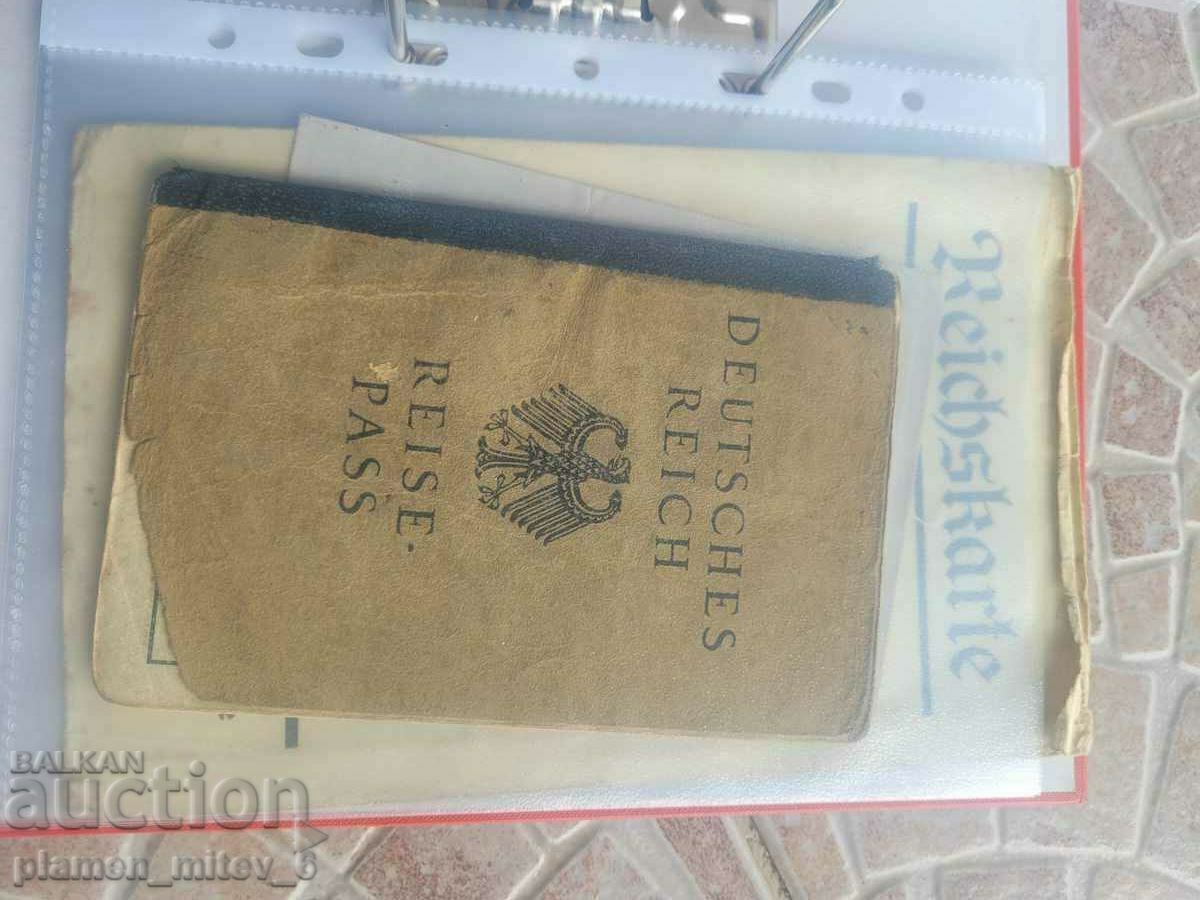 DEUTSCHES
REICH
REISE-
PASS
Reichskarte
BALKAN
auction
plamen_mitev_6